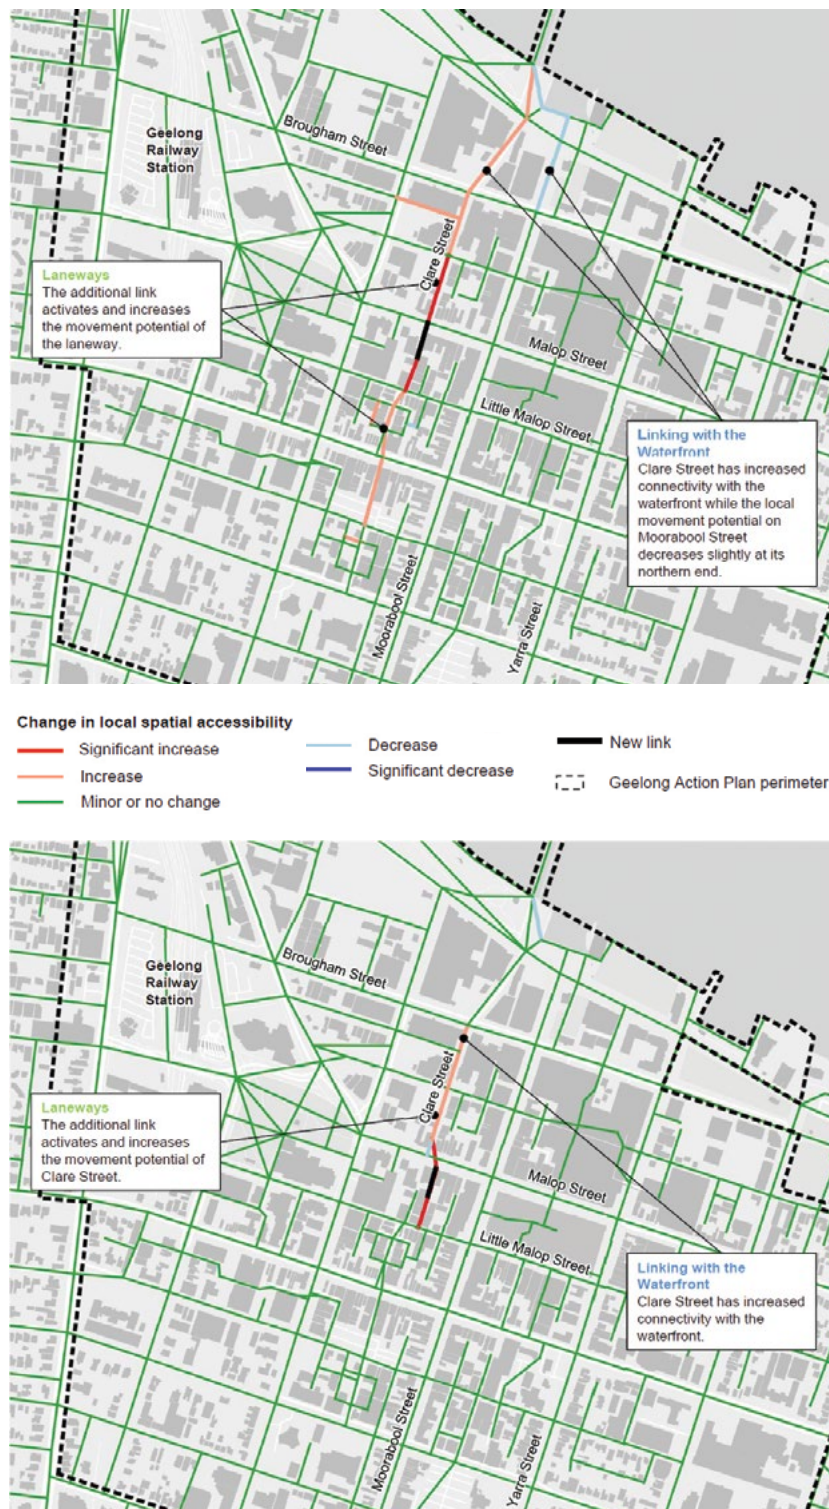 Brougham Street
Geelong
Railway
Station
Clare Street
Laneways
The additional link
activates and increases
the movement potential of
the laneway.
Malop Street
Little Malop Street
Linking with the
Waterfront
Clare Street has increased
connectivity with the
waterfront while the local
movement potential on
Moorabool Street
decreases slightly at its
northern end.
Moorabool Street
Yarra Street
Change in local spatial accessibility
Significant increase
Increase
Minor or no change
Decrease
Significant decrease
New link
Geelong Action Plan perimeter
Brougham Street
Geelong
Railway
Station
Clare Street
Laneways
The additional link
activates and increases
the movement potential of
Clare Street.
Malop Street
Little Malop Street
Linking with the
Waterfront
Clare Street has increased
connectivity with the
waterfront.
Moorabool Street
Yarra Street